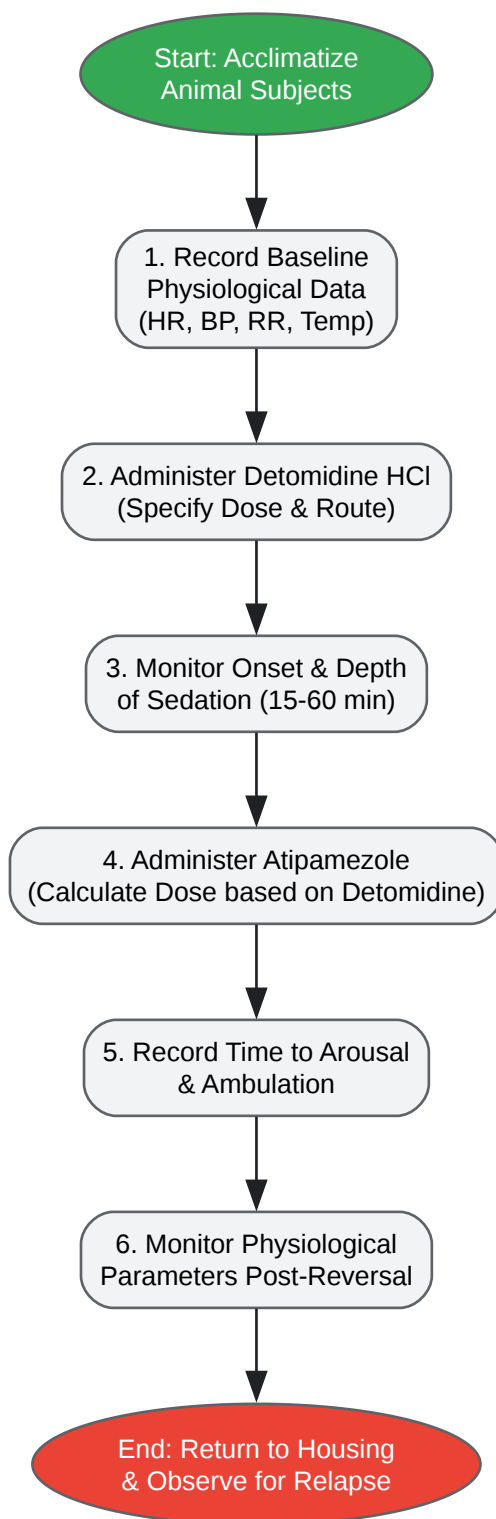 Start: Acclimatize
Animal Subjects
1. Record Baseline
Physiological Data
(HR, BP, RR, Temp)
2. Administer Detomidine HCl
(Specify Dose & Route)
3. Monitor Onset & Depth
of Sedation (15-60 min)
4. Administer Atipamezole
(Calculate Dose based on Detomidine)
5. Record Time to Arousal
& Ambulation
6. Monitor Physiological
Parameters Post-Reversal
End: Return to Housing
& Observe for Relapse